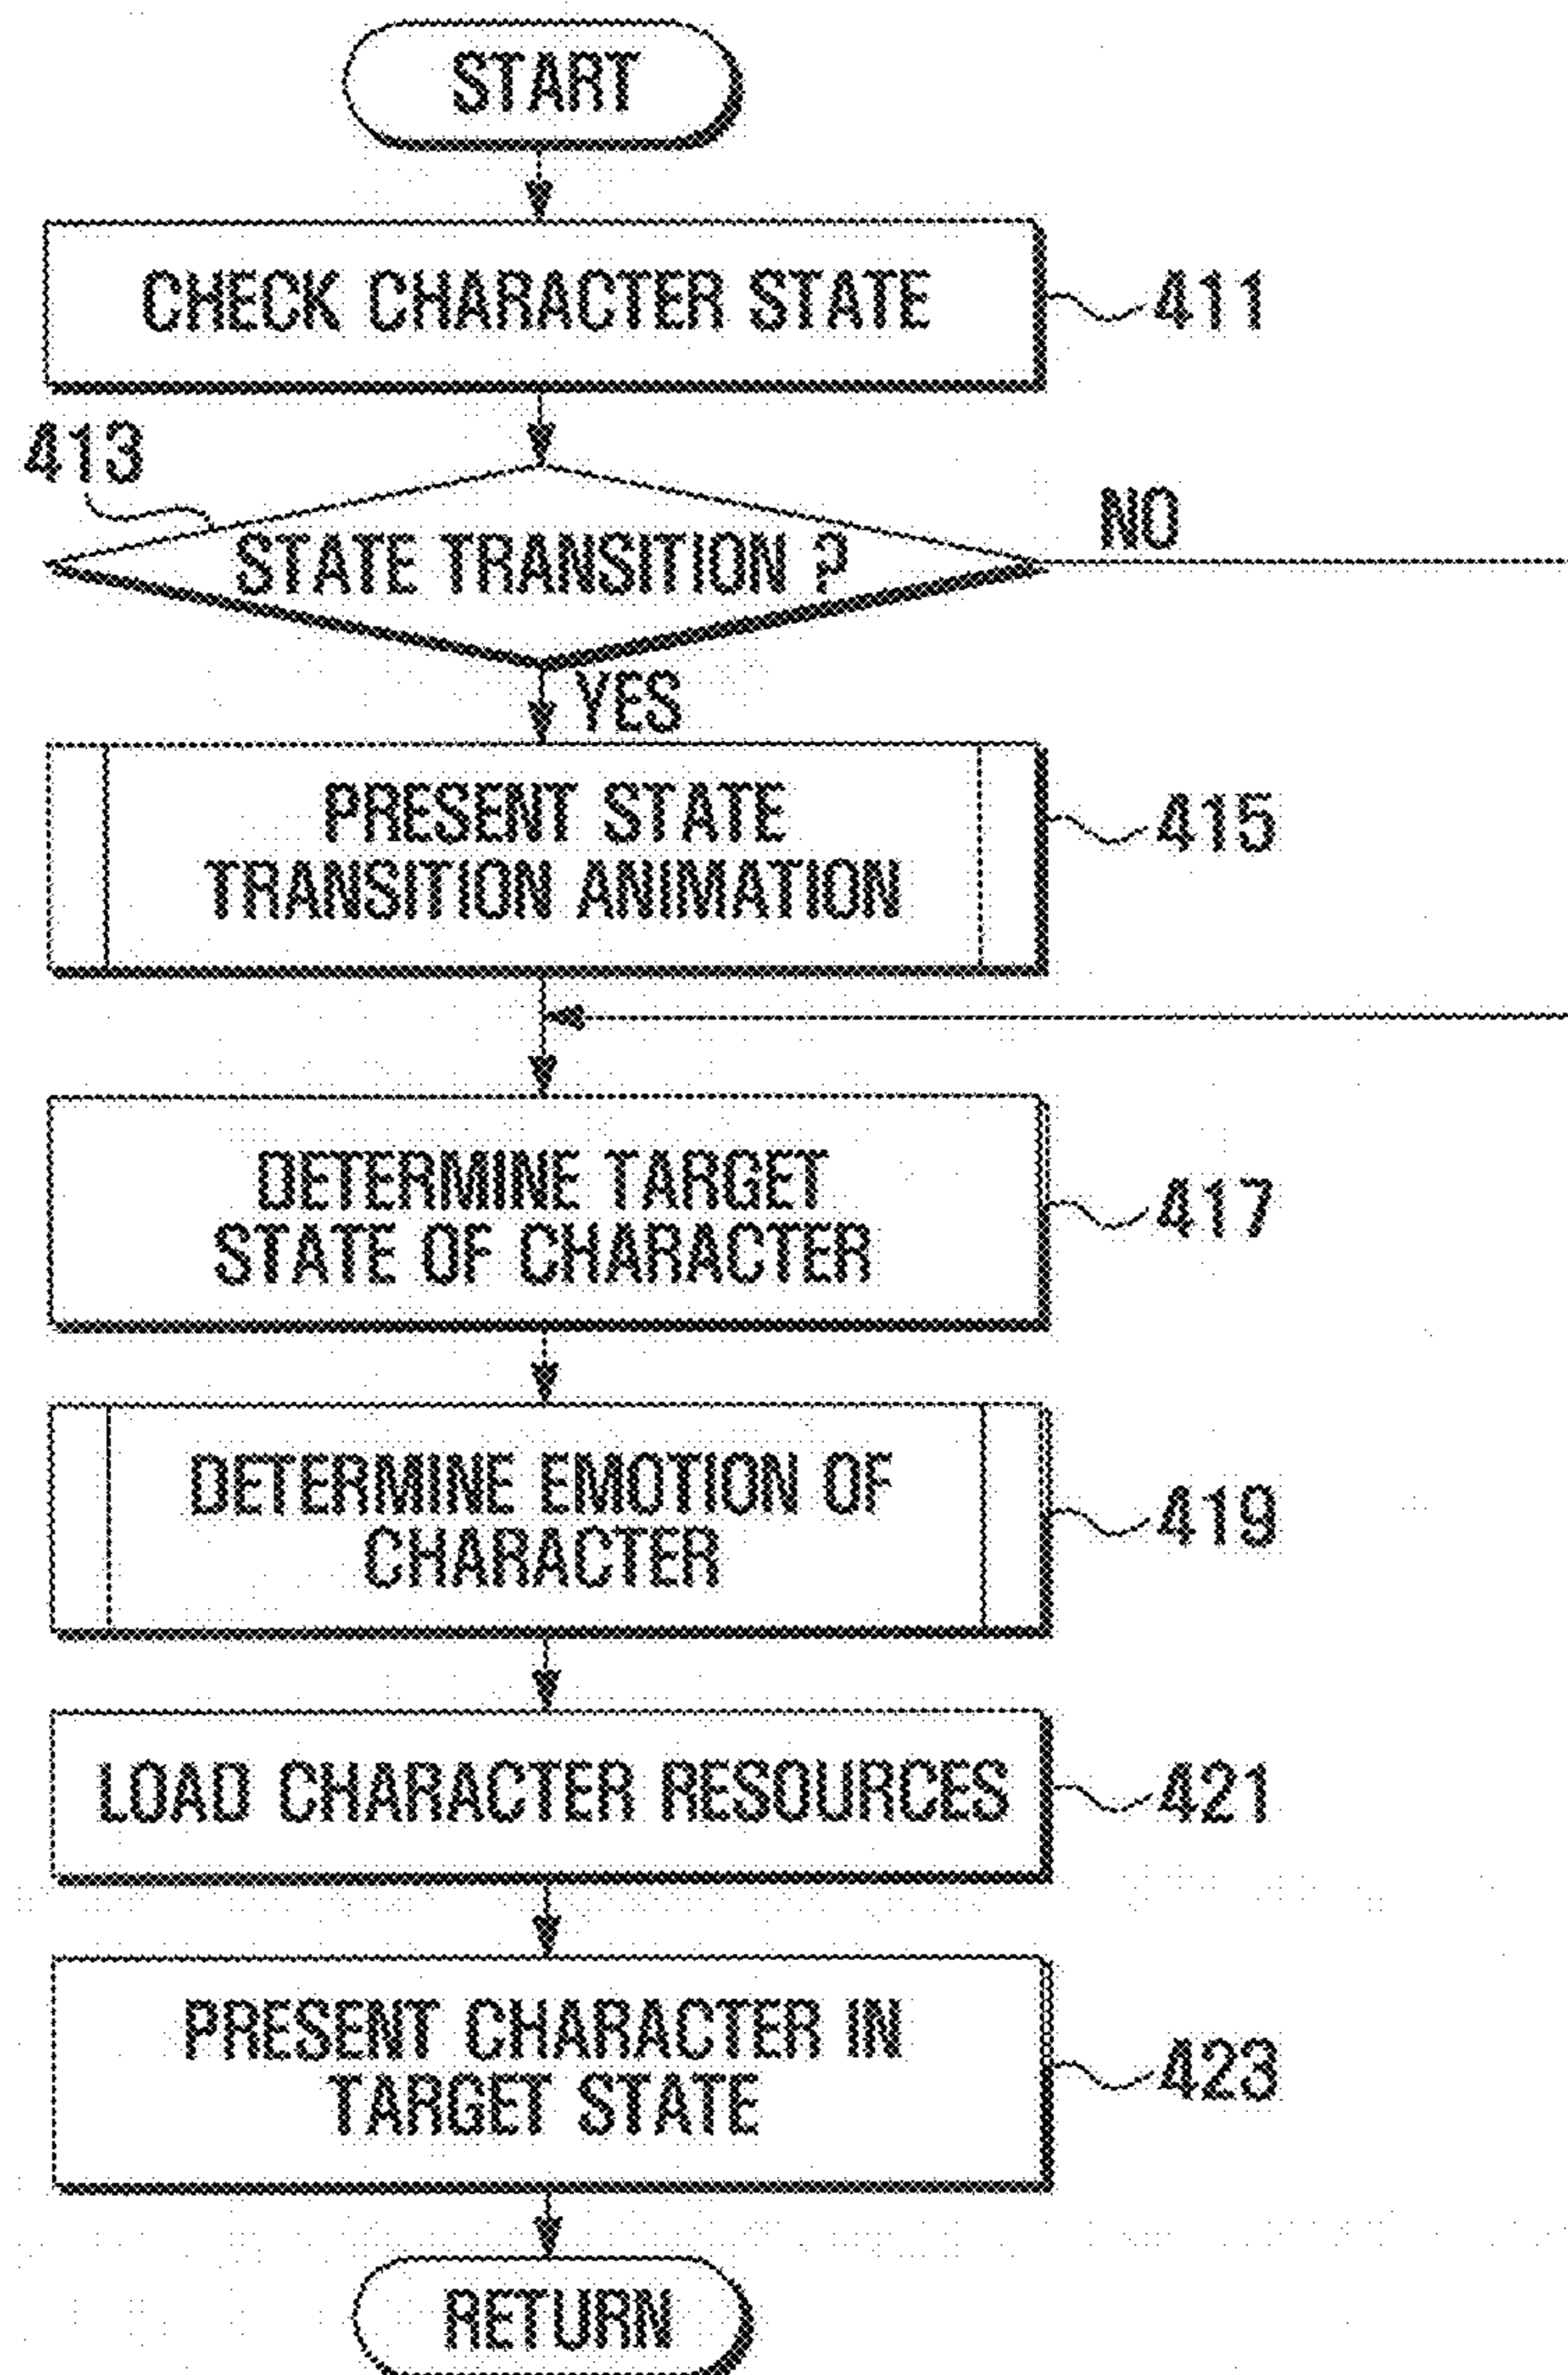 START
CHECK CHARACTER STATE
411
413
STATE TRANSITION ?
NO
YES
PRESENT STATE
TRANSITION ANIMATION
415
DETERMINE TARGET
STATE OF CHARACTER
417
DETERMINE EMOTION OF
CHARACTER
419
LOAD CHARACTER RESOURCES
421
PRESENT CHARACTER IN
TARGET STATE
423
RETURN